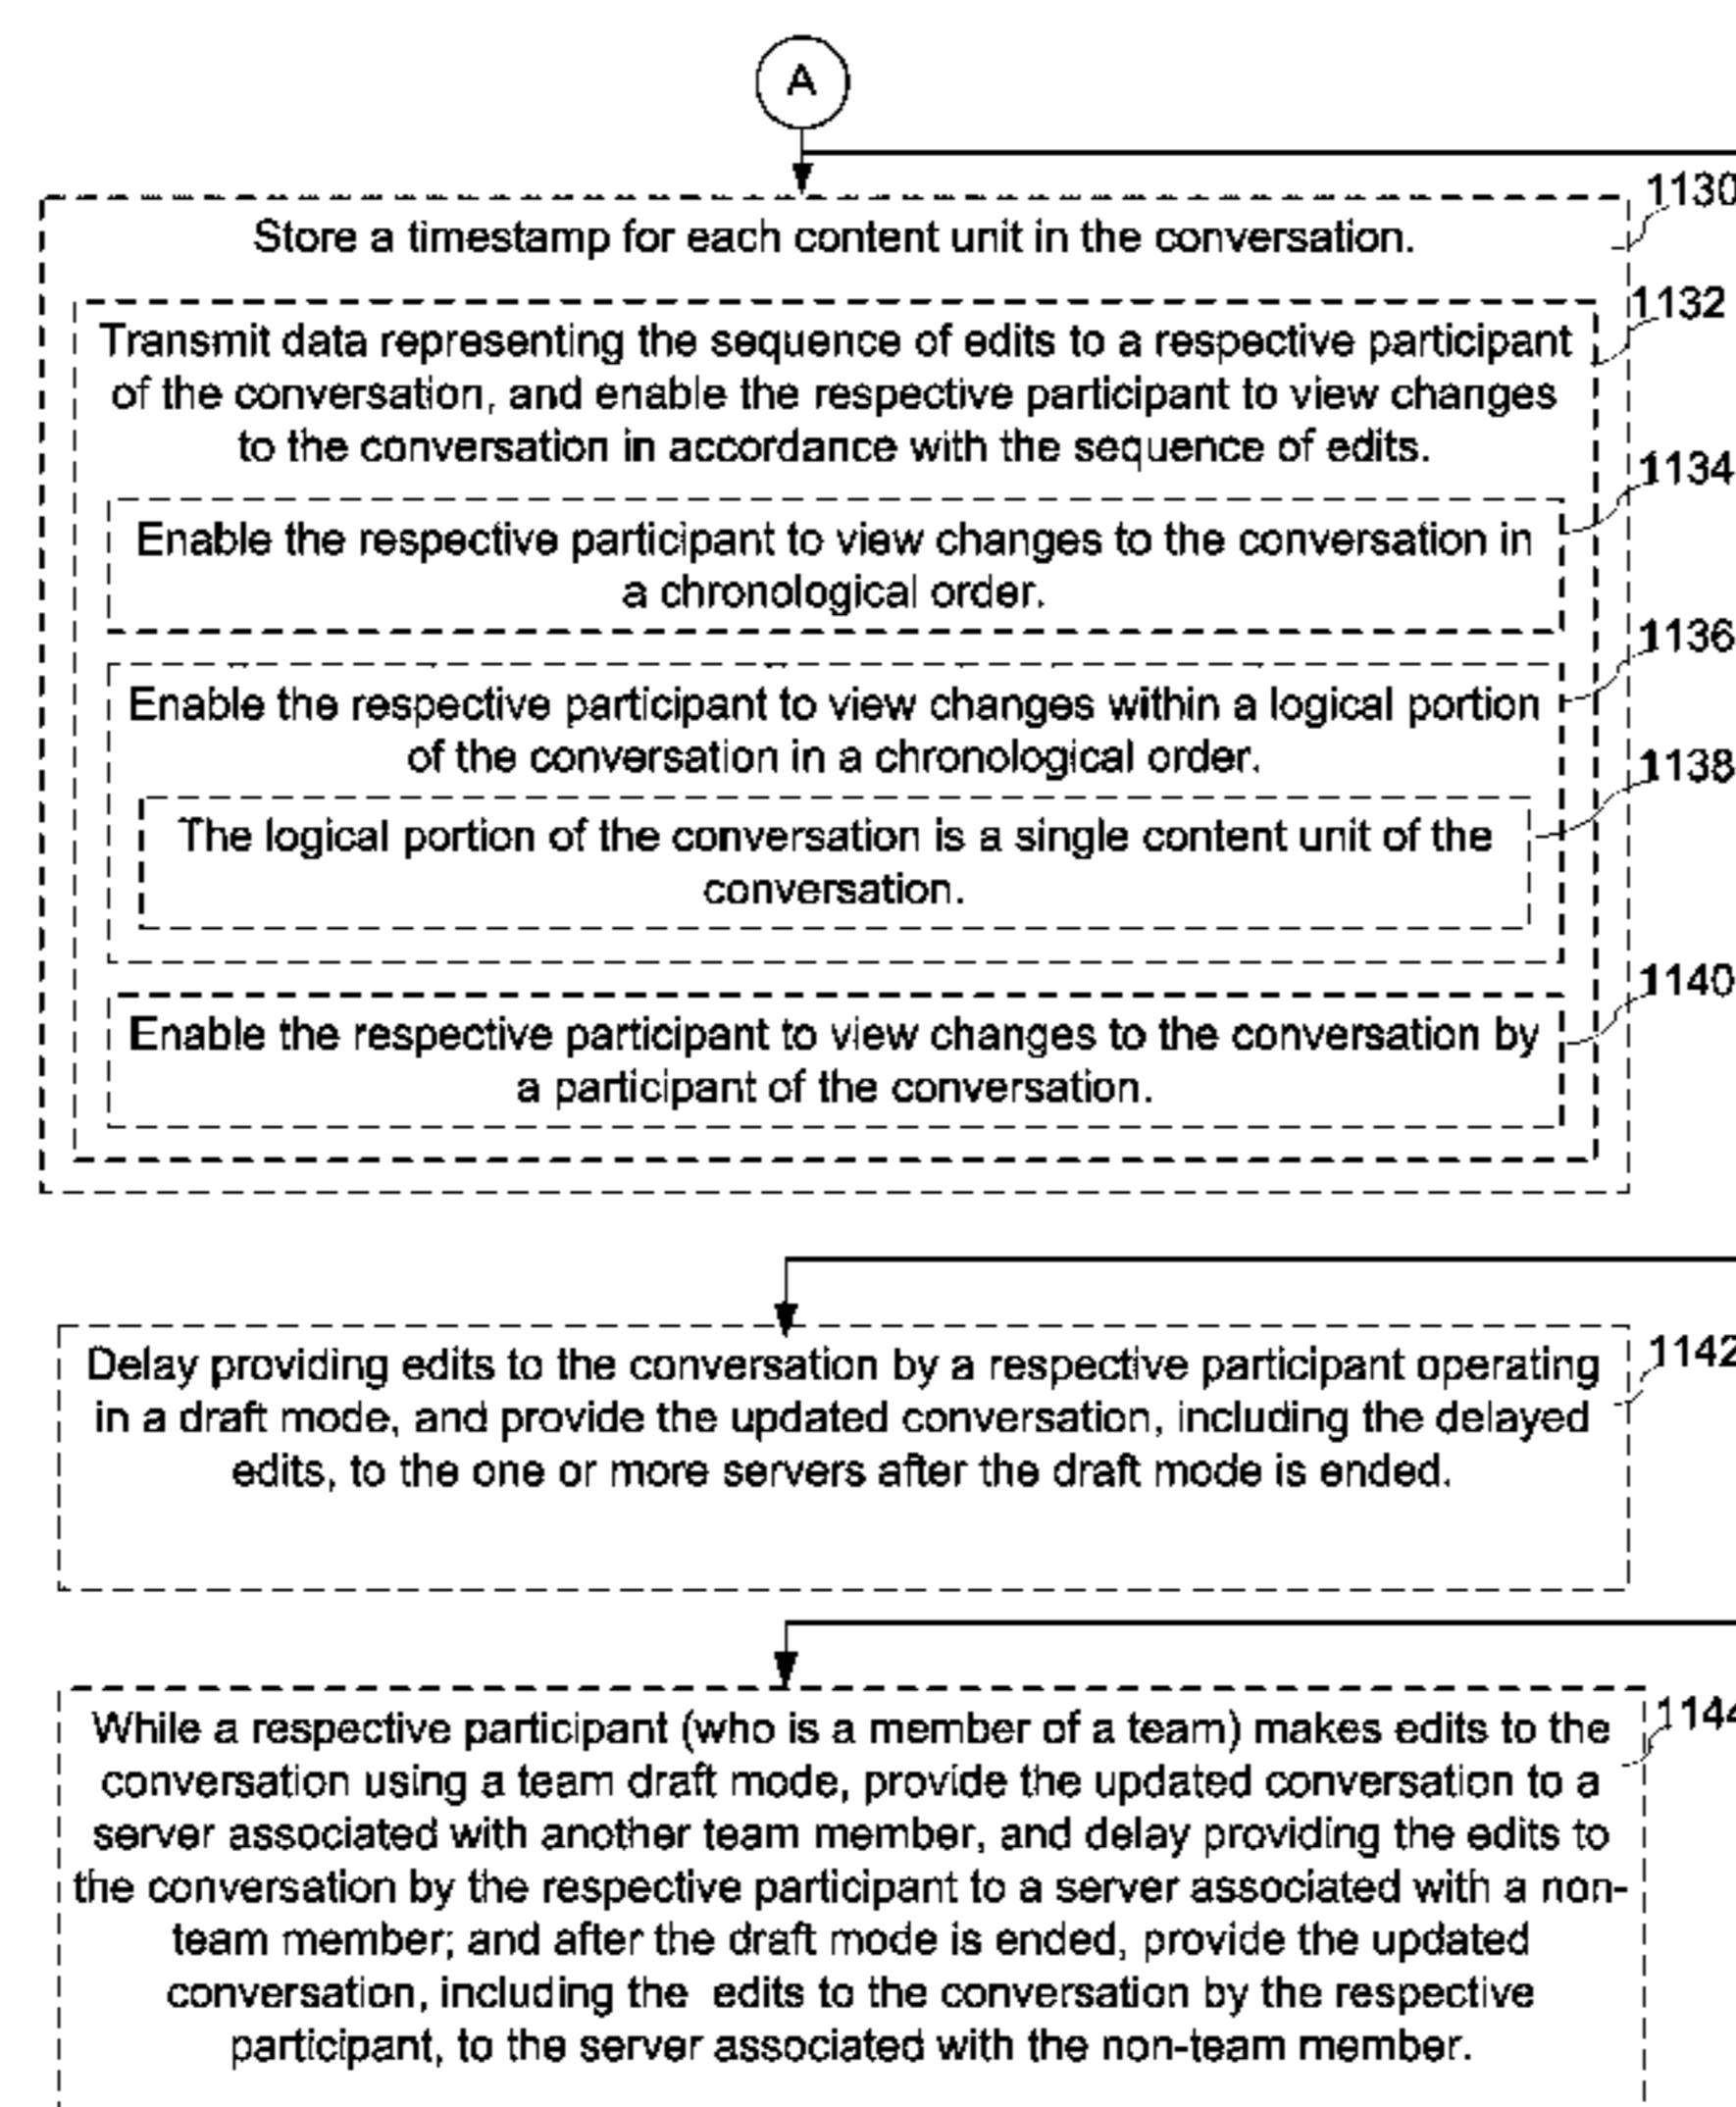 A
1130
Store a timestamp for each content unit in the conversation.
1132
Transmit data representing the sequence of edits to a respective participant
of the conversation, and enable the respective participant to view changes
to the conversation in accordance with the sequence of edits.
1134
Enable the respective participant to view changes to the conversation in
a chronological order.
1136
Enable the respective participant to view changes within a logical portion
of the conversation in a chronological order.
1138
The logical portion of the conversation is a single content unit of the
conversation.
1140
Enable the respective participant to view changes to the conversation by
a participant of the conversation.
1142
Delay providing edits to the conversation by a respective participant operating
in a draft mode, and provide the updated conversation, including the delayed
edits, to the one or more servers after the draft mode is ended.
1144
While a respective participant (who is a member of a team) makes edits to the
conversation using a team draft mode, provide the updated conversation to a
server associated with another team member, and delay providing the edits to
the conversation by the respective participant to a server associated with a non-
team member; and after the draft mode is ended, provide the updated
conversation, including the edits to the conversation by the respective
participant, to the server associated with the non-team member.